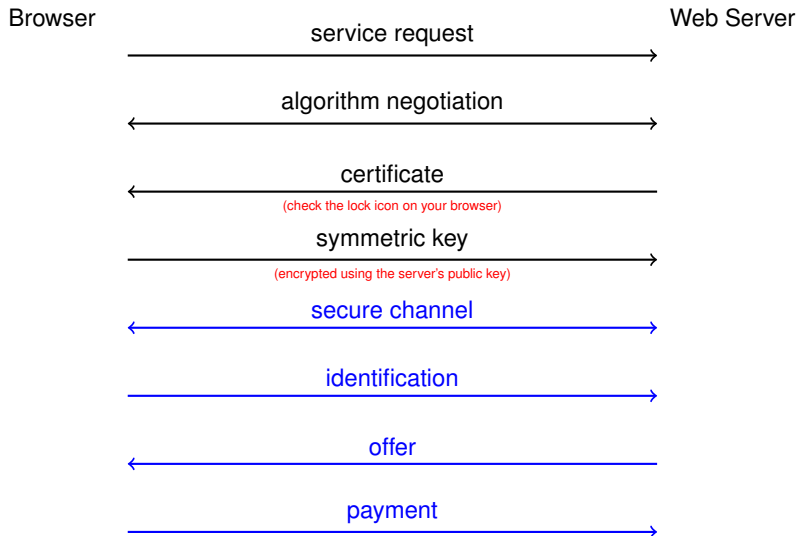 Browser
Web Server
service request
algorithm negotiation
certificate
(check the lock icon on your browser)
symmetric key
(encrypted using the server's public key)
secure channel
identification
offer
payment